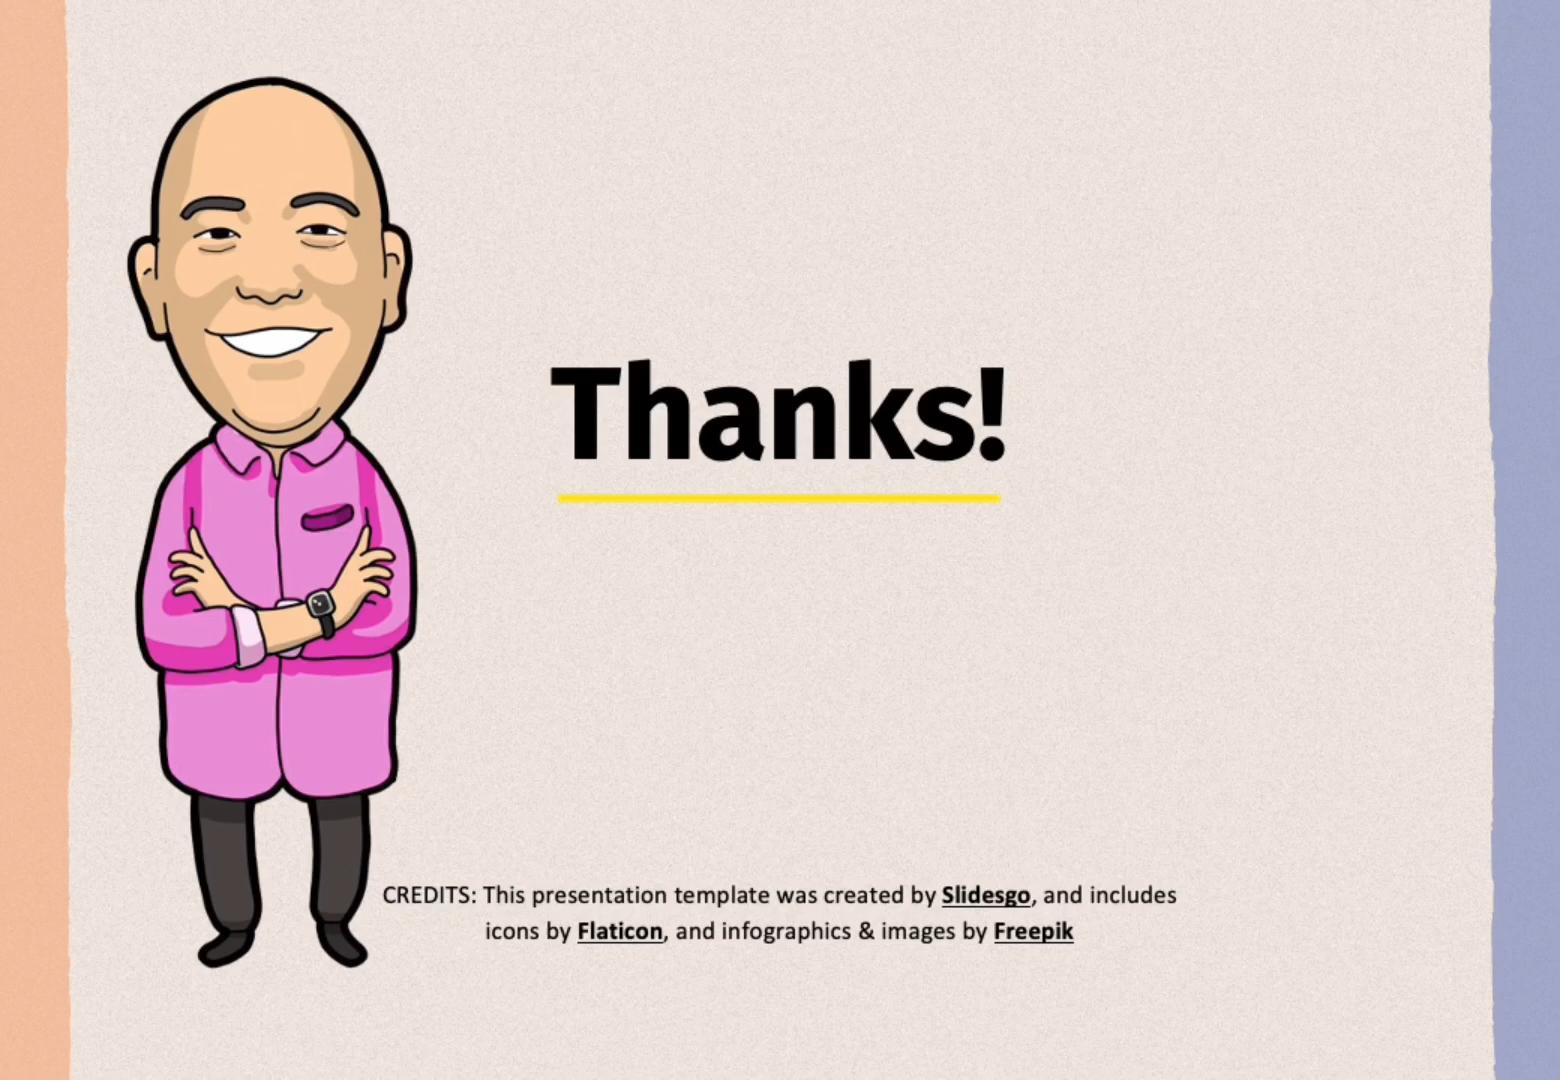 Thanks!
CREDITS: This presentation template was created by Slidesgo, and includes
icons by Flaticon, and infographics & images by Freepik